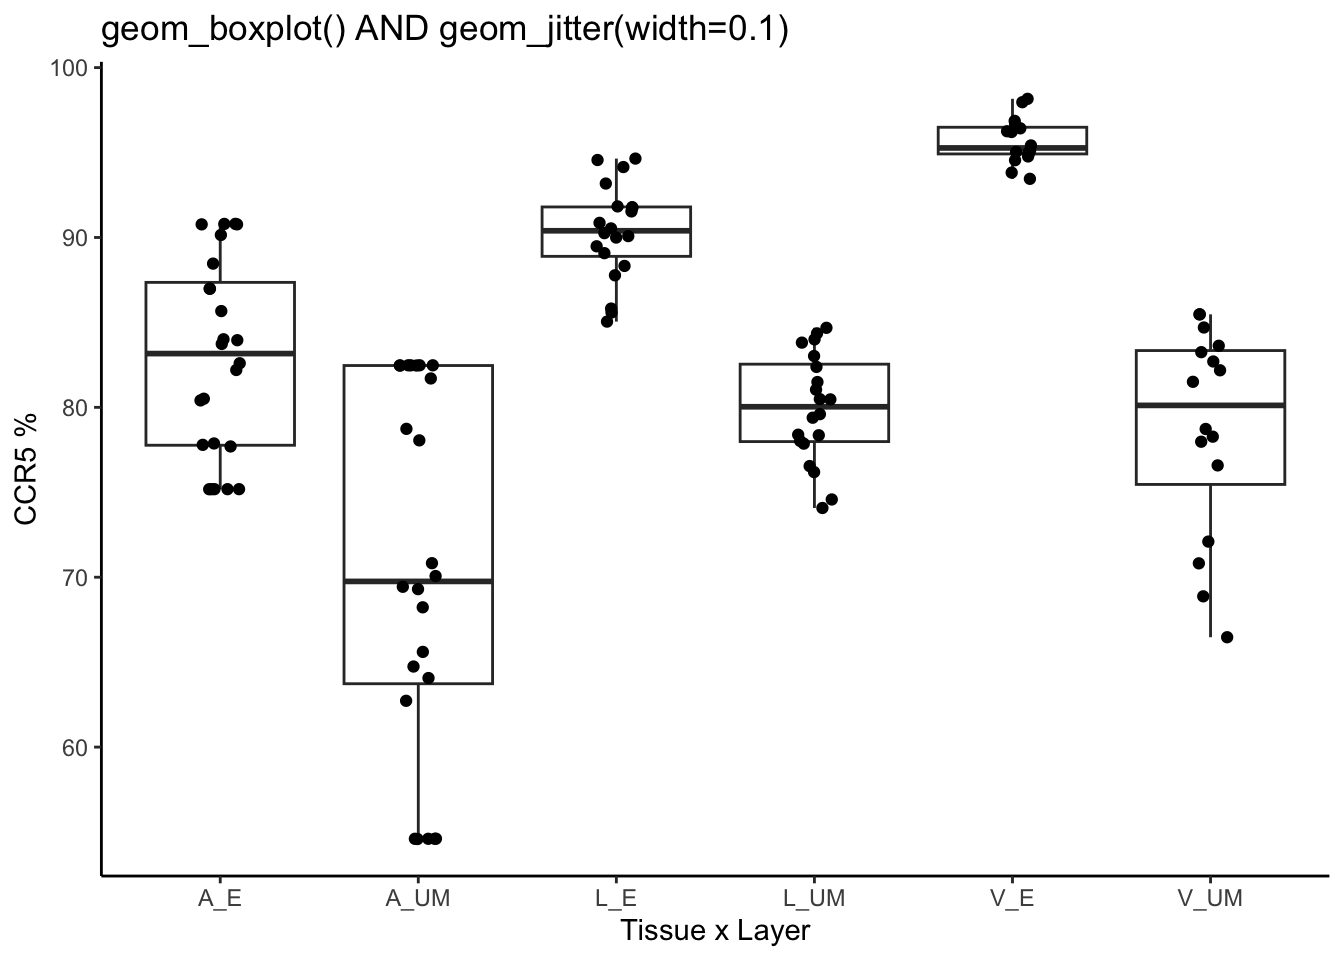 geom_boxplot() AND geom_jitter(width=0.1)
100
90
80
70
60
CCR5 %
A_E A_UM L_E L_UM V_E V_UM
Tissue x Layer